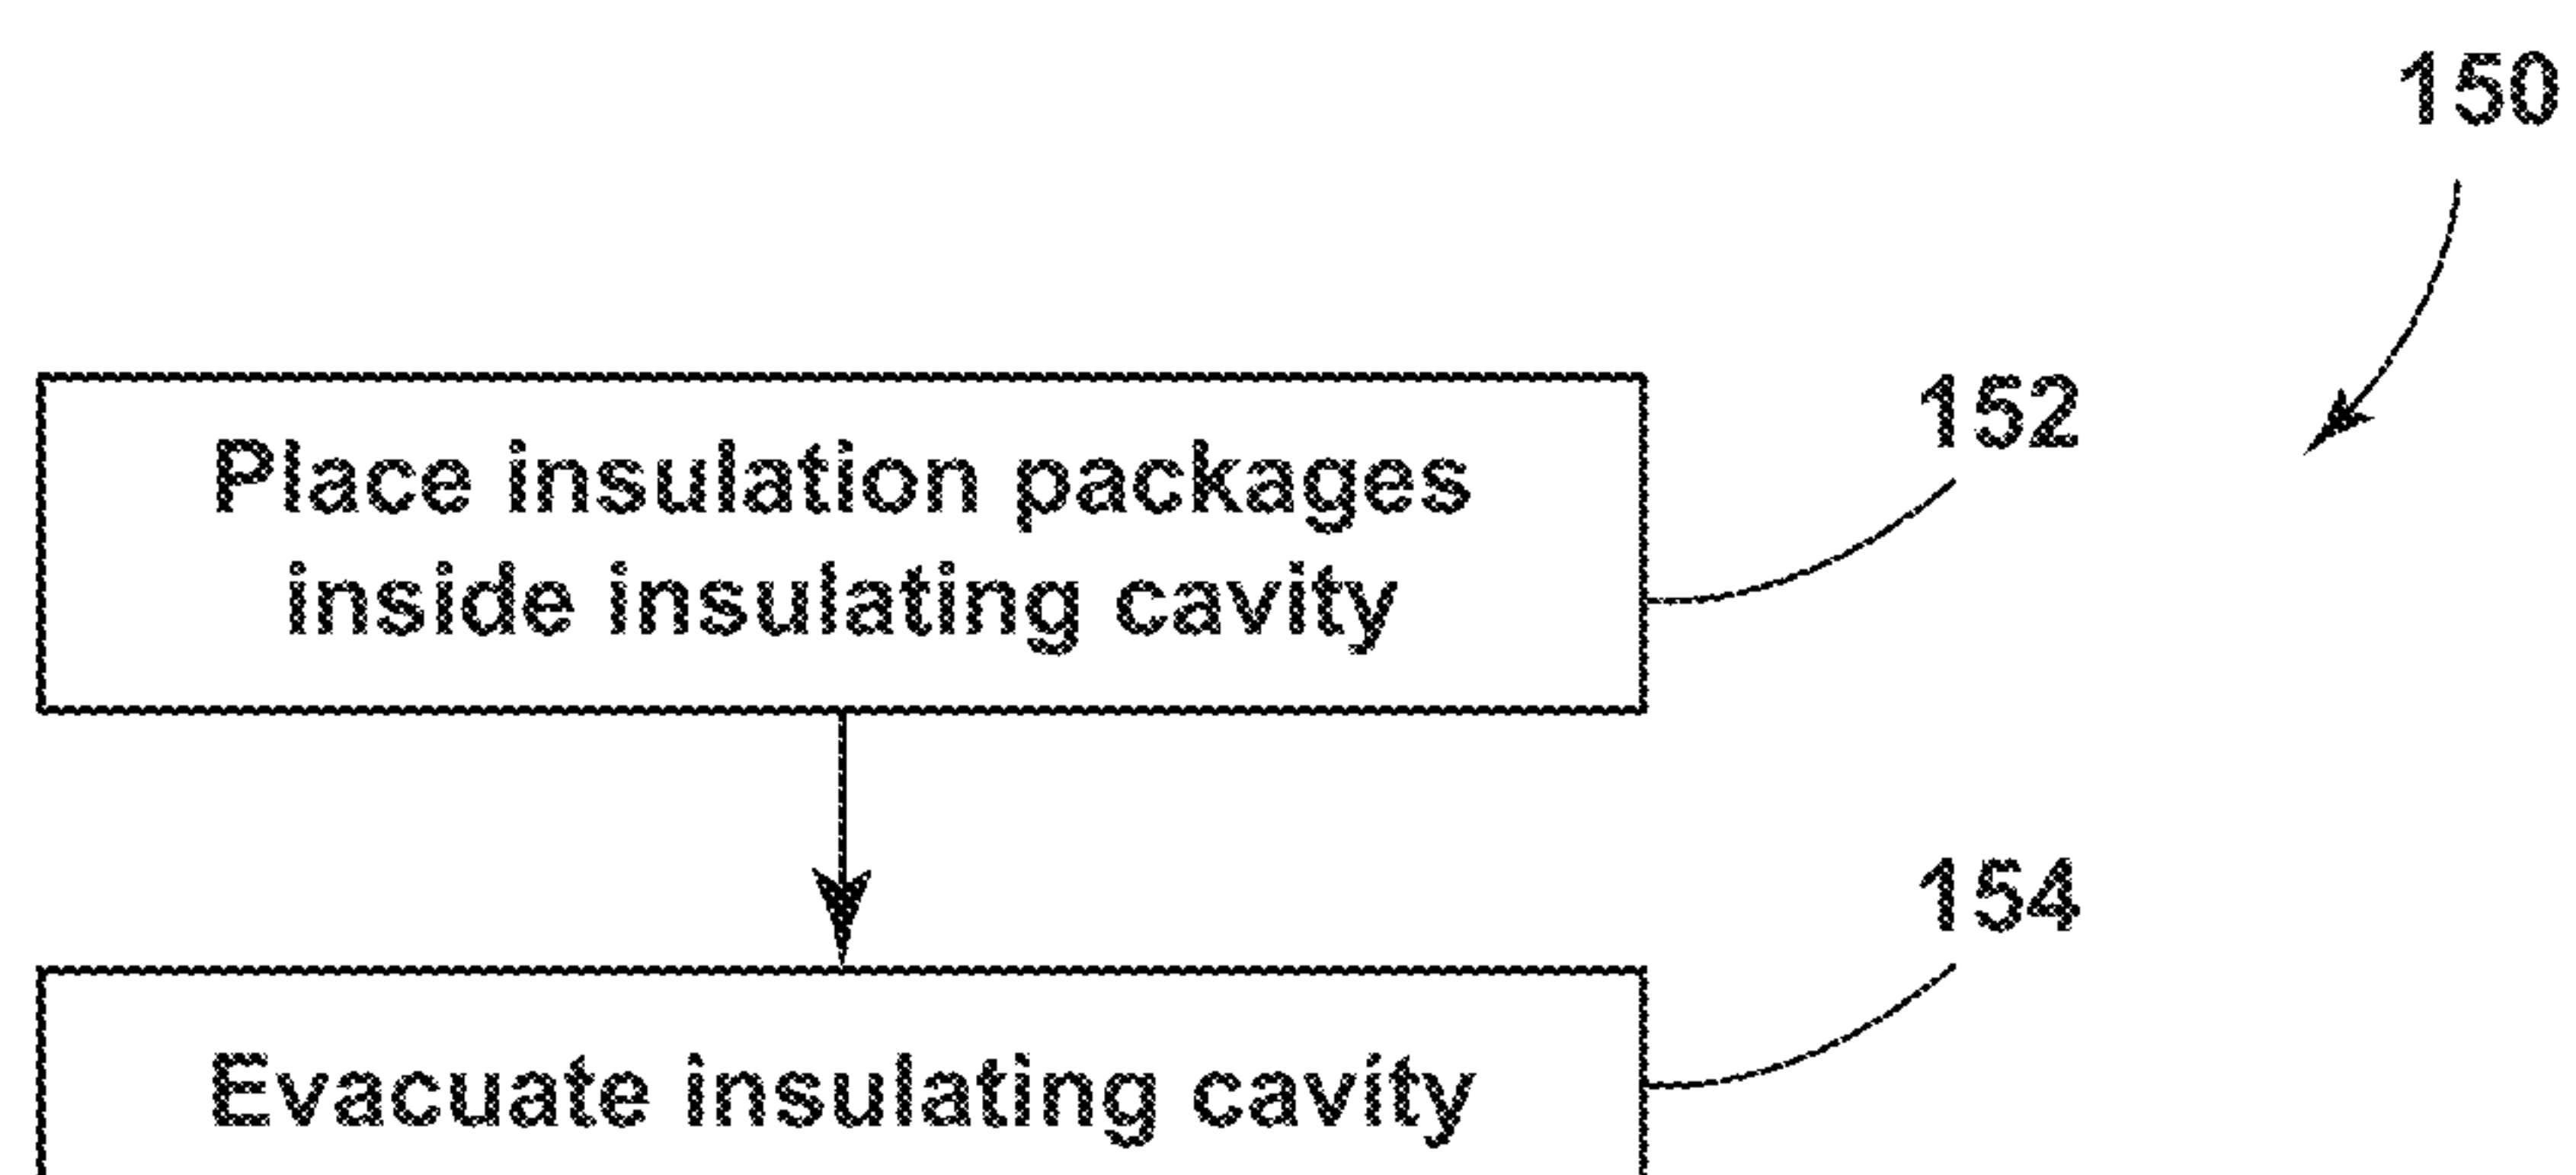 150
152
Place insulation packages
inside insulating cavity
154
Evacuate insulating cavity